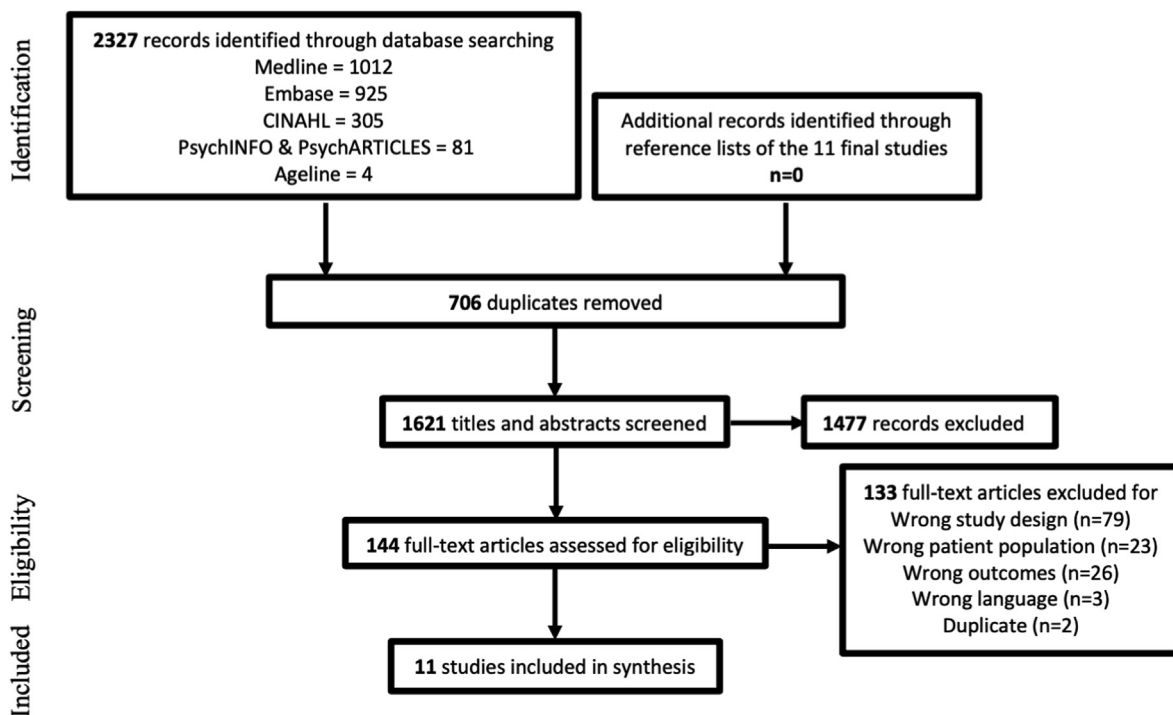 Identification
2327 records identified through database searching
Medline = 1012
Embase = 925
CINAHL = 305
PsychINFO & PsychARTICLES = 81
Ageline = 4
Additional records identified through
reference lists of the 11 final studies
n=0
Screening
706 duplicates removed
1621 titles and abstracts screened
1477 records excluded
Eligibility
144 full-text articles assessed for eligibility
133 full-text articles excluded for
Wrong study design (n=79)
Wrong patient population (n=23)
Wrong outcomes (n=26)
Wrong language (n=3)
Duplicate (n=2)
Included
11 studies included in synthesis